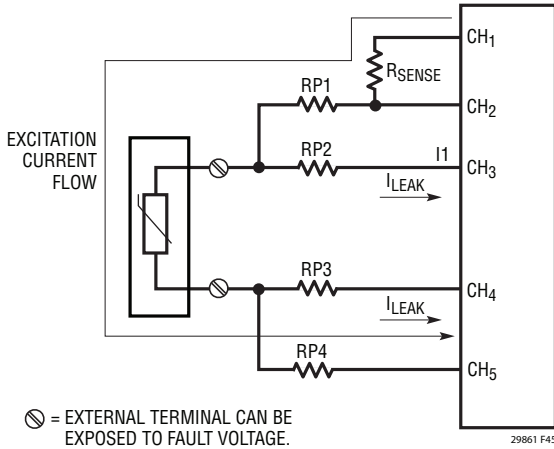 CH1
RSENSE
RP1
CH2
EXCITATION
CURRENT
FLOW
RP2
I1
CH3
ILEAK
RP3
CH4
ILEAK
RP4
CH5
= EXTERNAL TERMINAL CAN BE
EXPOSED TO FAULT VOLTAGE.
29861 F45